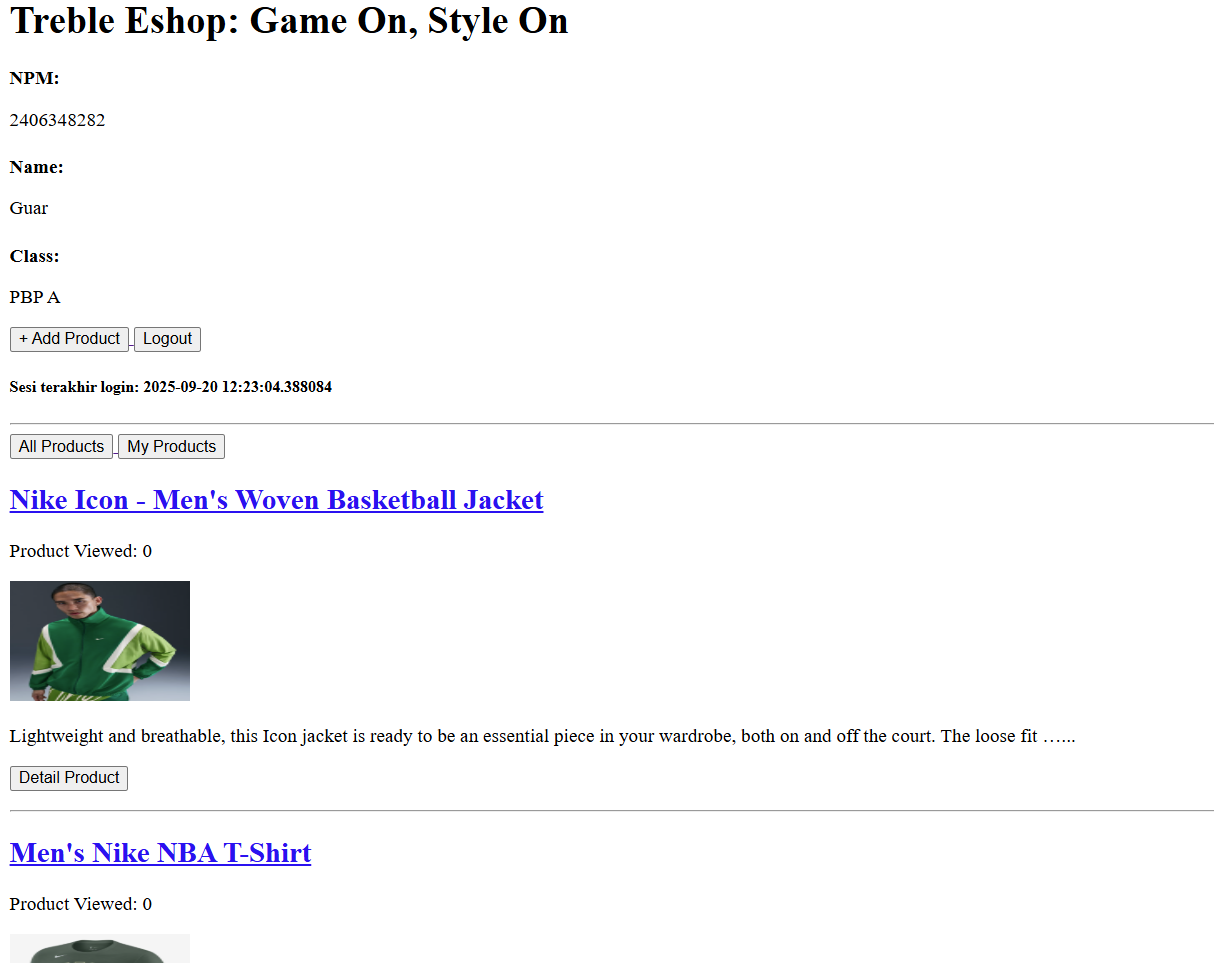 Treble Eshop: Game On, Style On
NPM:
2406348282
Name:
Guar
Class:
PBP A
+ Add Product Logout
Sesi terakhir login: 2025-09-20 12:23:04.388084
All Products My Products
Nike Icon - Men's Woven Basketball Jacket
Product Viewed: 0
Lightweight and breathable, this Icon jacket is ready to be an essential piece in your wardrobe, both on and off the court. The loose fit …...
Detail Product
Men's Nike NBA T-Shirt
Product Viewed: 0